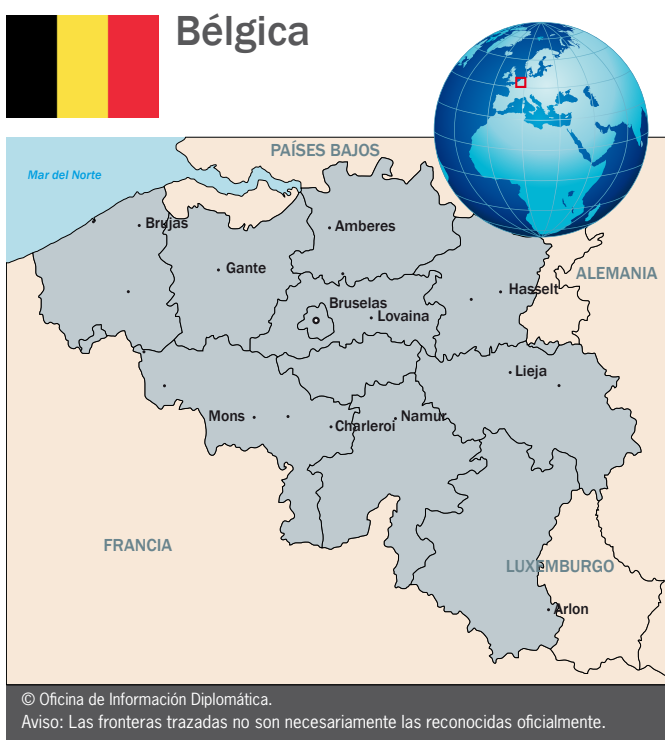 Bélgica
PAÍSES BAJOS
Mar del Norte
Brujas
Amberes
Gante
ALEMANIA
Hasselt
Bruselas
Lovaina
Lieja
Mons
Namur
Charleroi
FRANCIA
LUXEMBURGO
Arlon
© Oficina de Información Diplomática.
Aviso: Las fronteras trazadas no son necesariamente las reconocidas oficialmente.